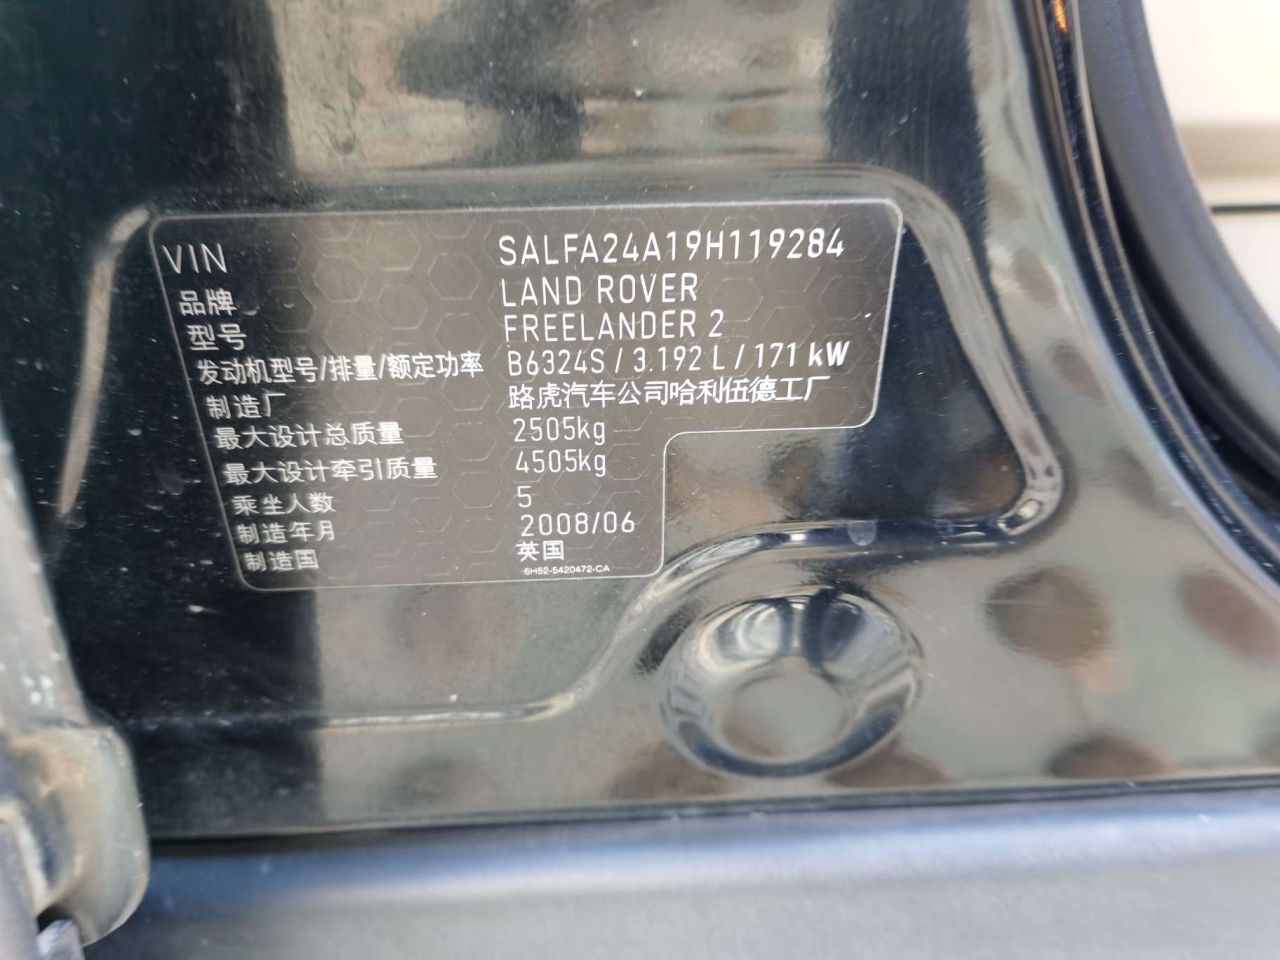 VIN SALFA24A19H119284
品牌 LAND ROVER
型号 FREELANDER 2
发动机型号/排量/额定功率 B6324S / 3.192 L / 171 kW
制造厂 路虎汽车公司哈利伍德工厂
最大设计总质量 2505kg
最大设计牵引质量 4505kg
乘坐人数 5
制造年月 2008/06
制造国 英国
6H52-5420472-CA